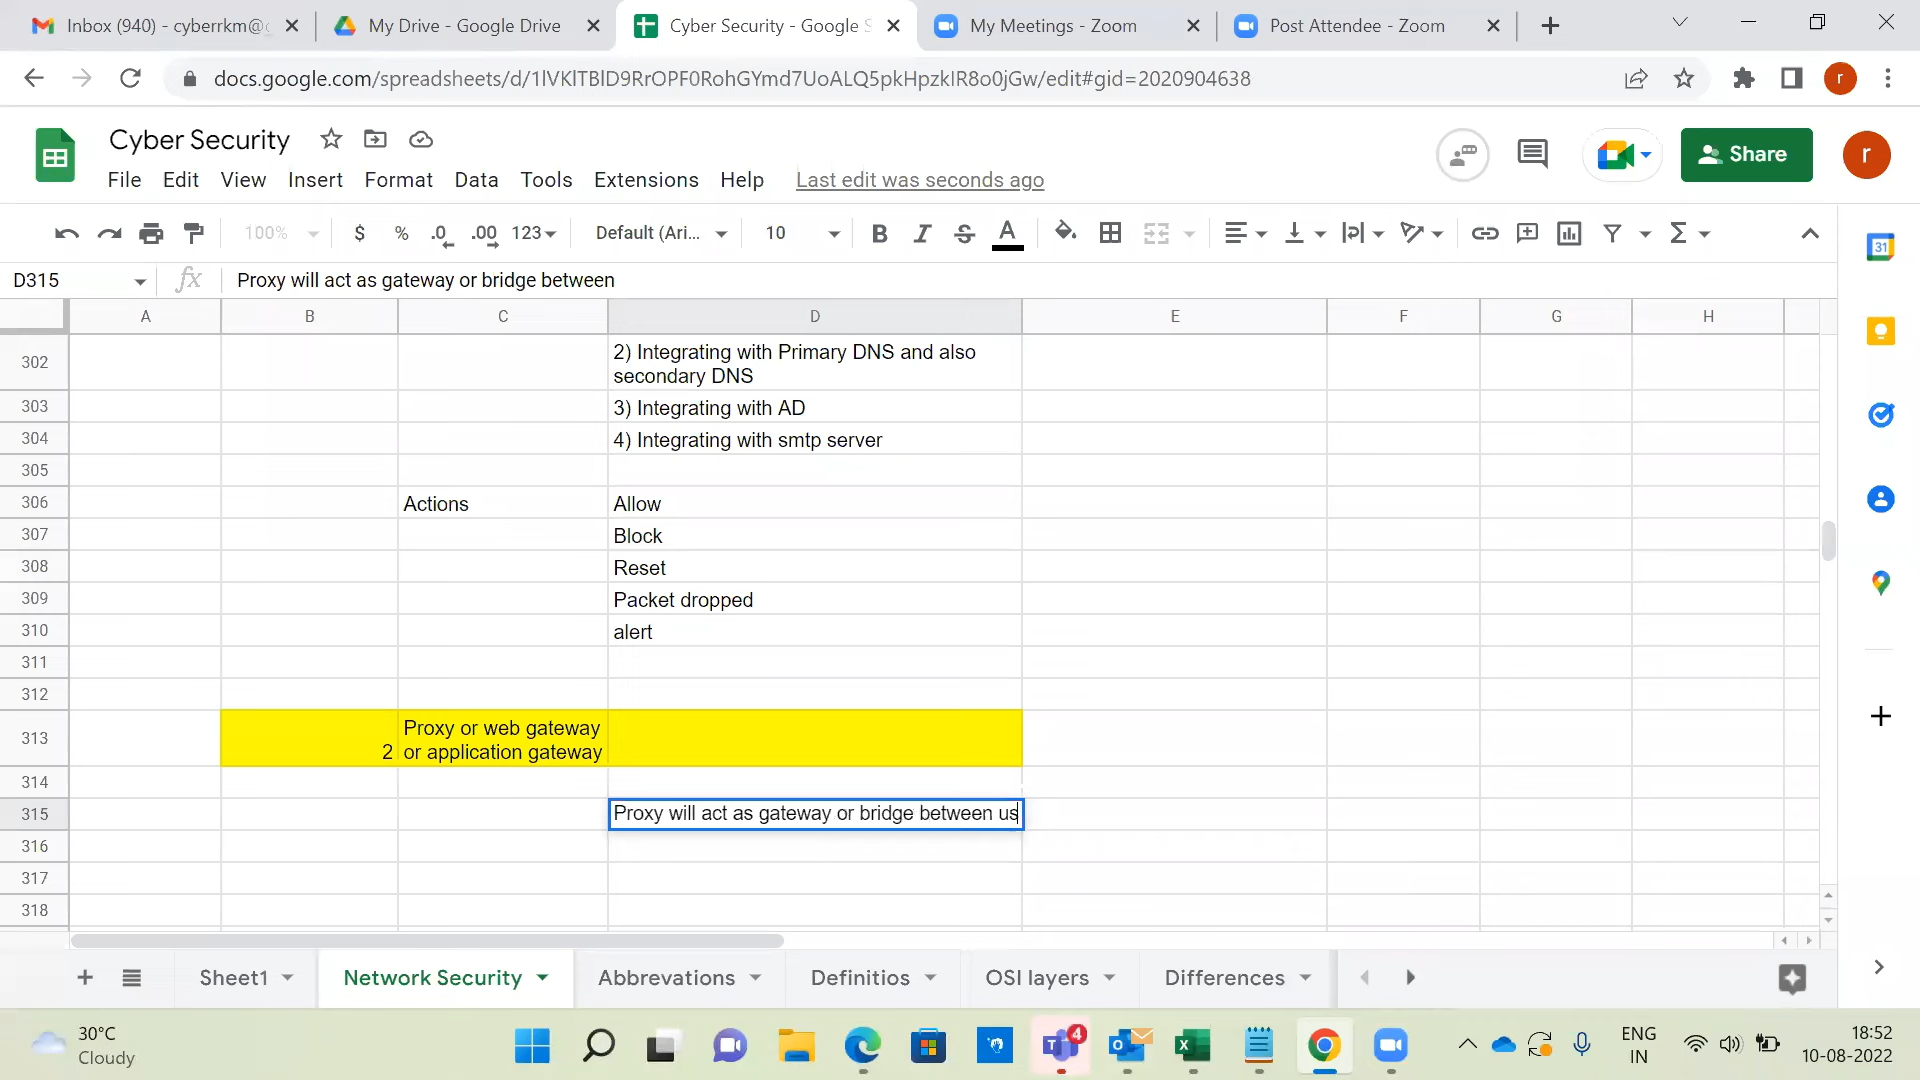 Inbox (940) - cyberrkm@g
My Drive - Google Drive
Cyber Security - Google S
My Meetings - Zoom
Post Attendee - Zoom
docs.google.com/spreadsheets/d/1lVKlTBlD9RrOPF0RohGYmd7UoALQ5pkHpzkIR8o0jGw/edit#gid=2020904638
r
Cyber Security
File Edit View Insert Format Data Tools Extensions Help Last edit was seconds ago
Share
r
100% $ % .0 .00 123 Default (Ari... 10 B I S A
31
D315 fx Proxy will act as gateway or bridge between
A B C D E F G H
302 2) Integrating with Primary DNS and also
secondary DNS
303 3) Integrating with AD
304 4) Integrating with smtp server
305
306 Actions Allow
307 Block
308 Reset
309 Packet dropped
310 alert
311
312
313 2 Proxy or web gateway
or application gateway
314
315 Proxy will act as gateway or bridge between us
316
317
318
Sheet1 Network Security Abbrevations Definitios OSI layers Differences
30°C
Cloudy
4
ENG
IN
18:52
10-08-2022